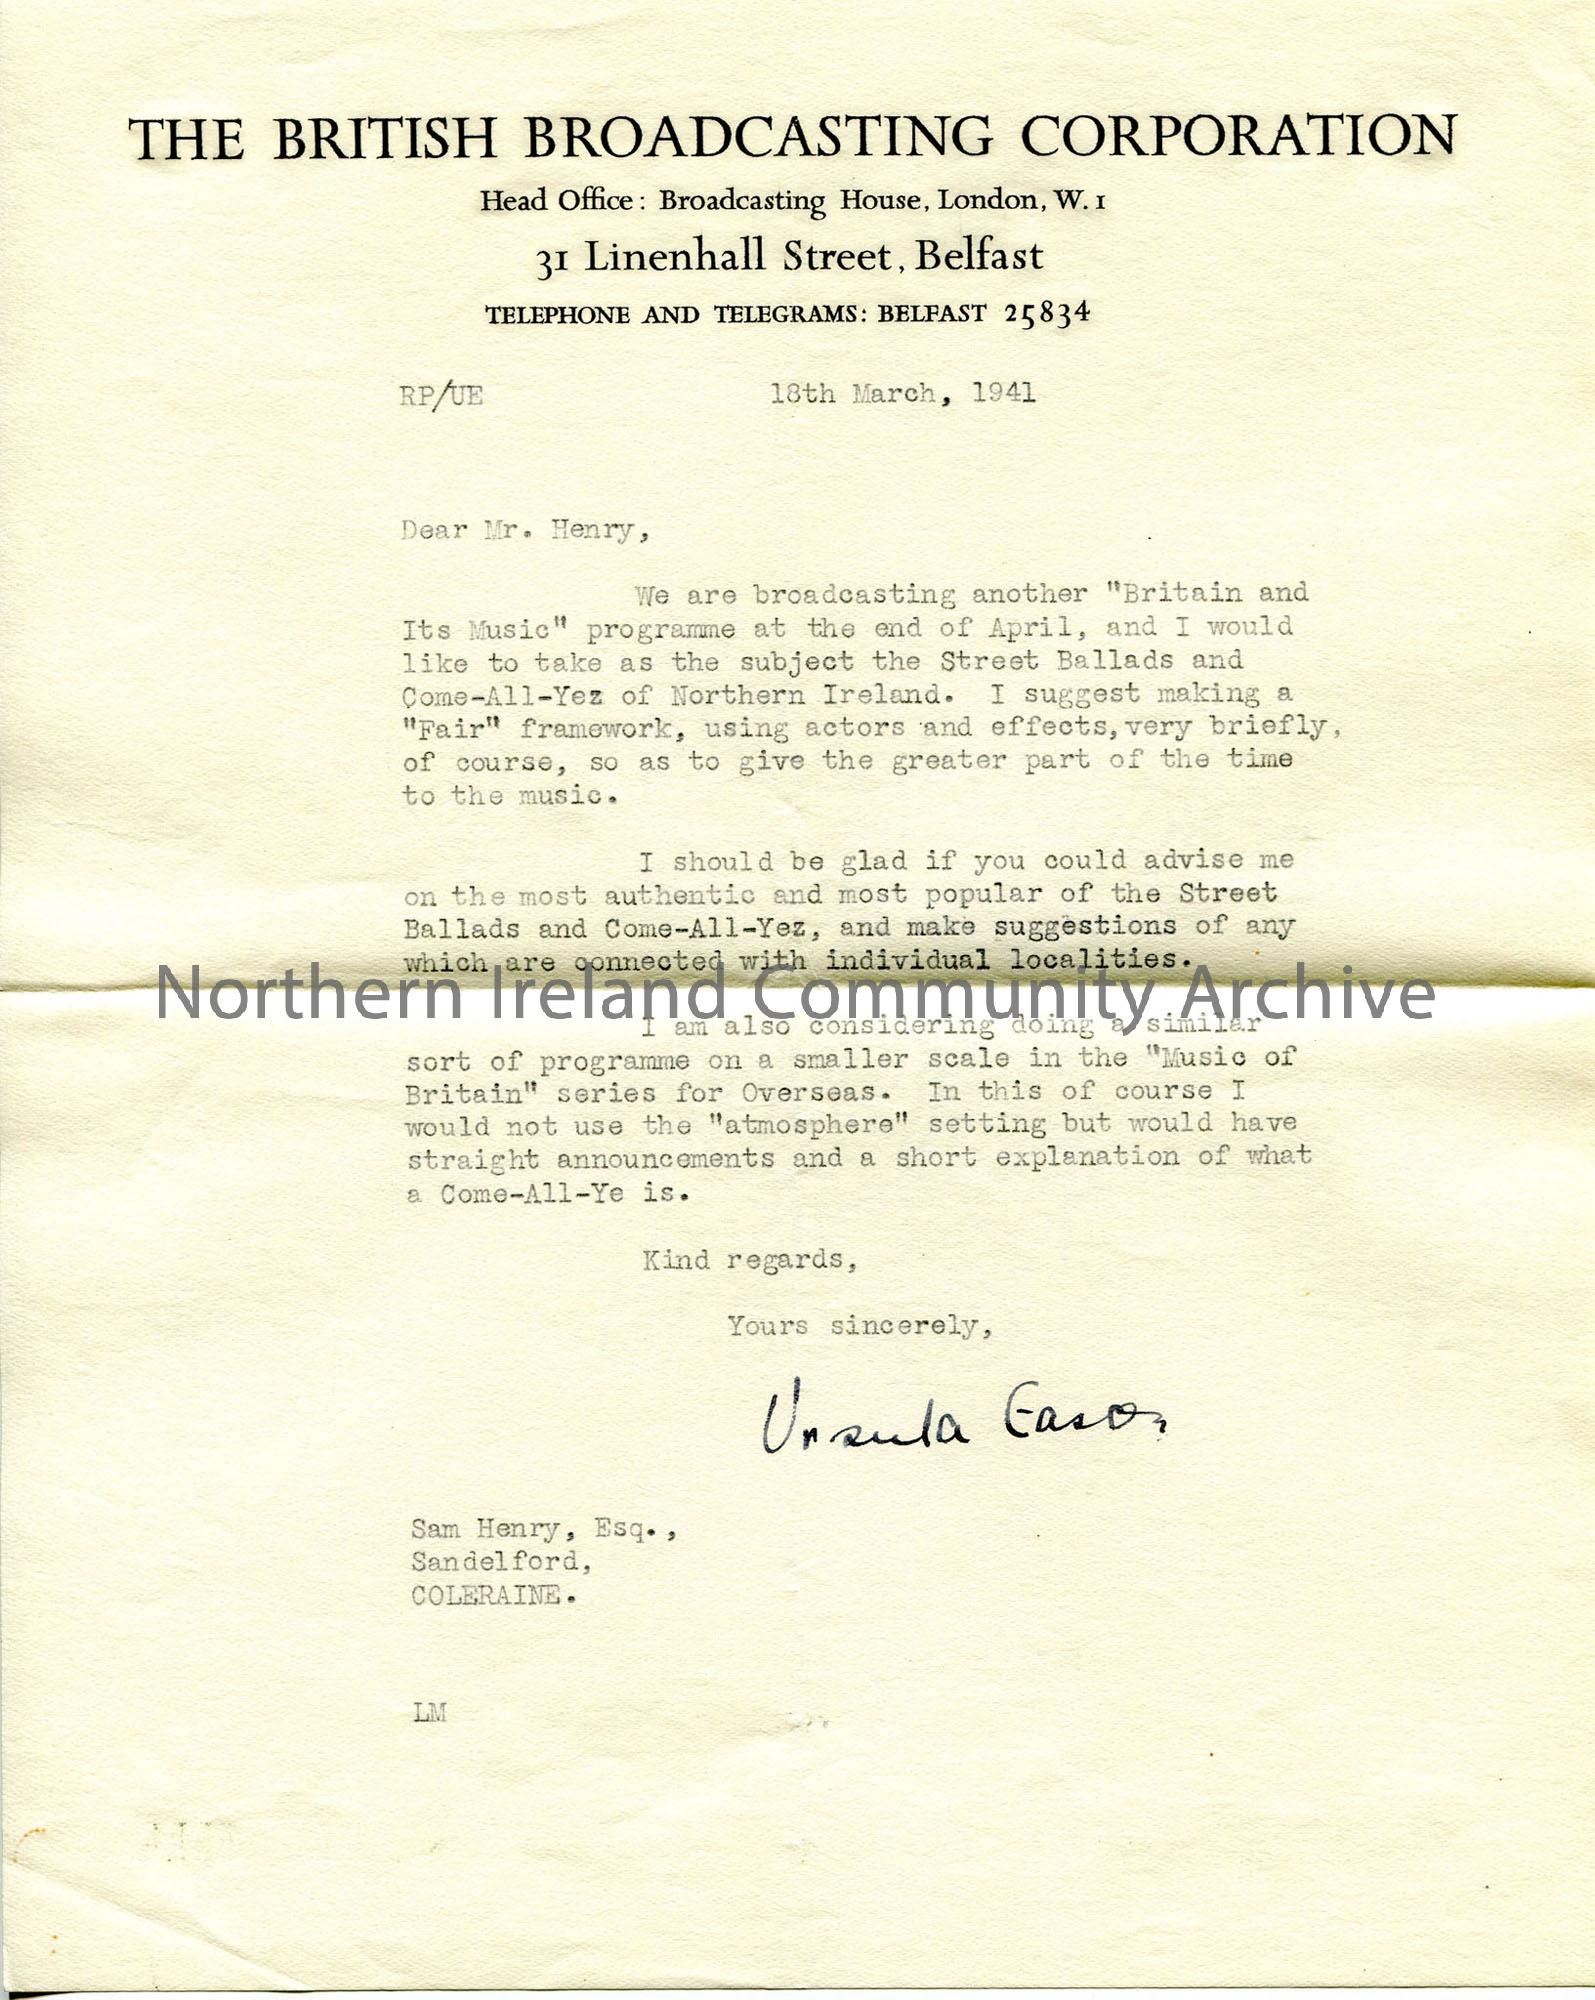 THE BRITISH BROADCASTING CORPORATION
Head Office: Broadcasting House, London, W.1
31 Linenhall Street, Belfast
TELEPHONE AND TELEGRAMS: BELFAST 25834
RP/UE 18th March, 1941
Dear Mr. Henry,
We are broadcasting another "Britain and
Its Music" programme at the end of April, and I would
like to take as the subject the Street Ballads and
Come-All-Yez of Northern Ireland. I suggest making a
"Fair" framework, using actors and effects, very briefly,
of course, so as to give the greater part of the time
to the music.
I should be glad if you could advise me
on the most authentic and most popular of the Street
Ballads and Come-All-Yez, and make suggestions of any
which are connected with individual localities.
Northern Ireland Community Archive
I am also considering doing a similar
sort of programme on a smaller scale in the "Music of
Britain" series for Overseas. In this of course I
would not use the "atmosphere" setting but would have
straight announcements and a short explanation of what
a Come-All-Ye is.
Kind regards,
Yours sincerely,
Ursula Eason
Sam Henry, Esq.,
Sandelford,
COLERAINE.
LM